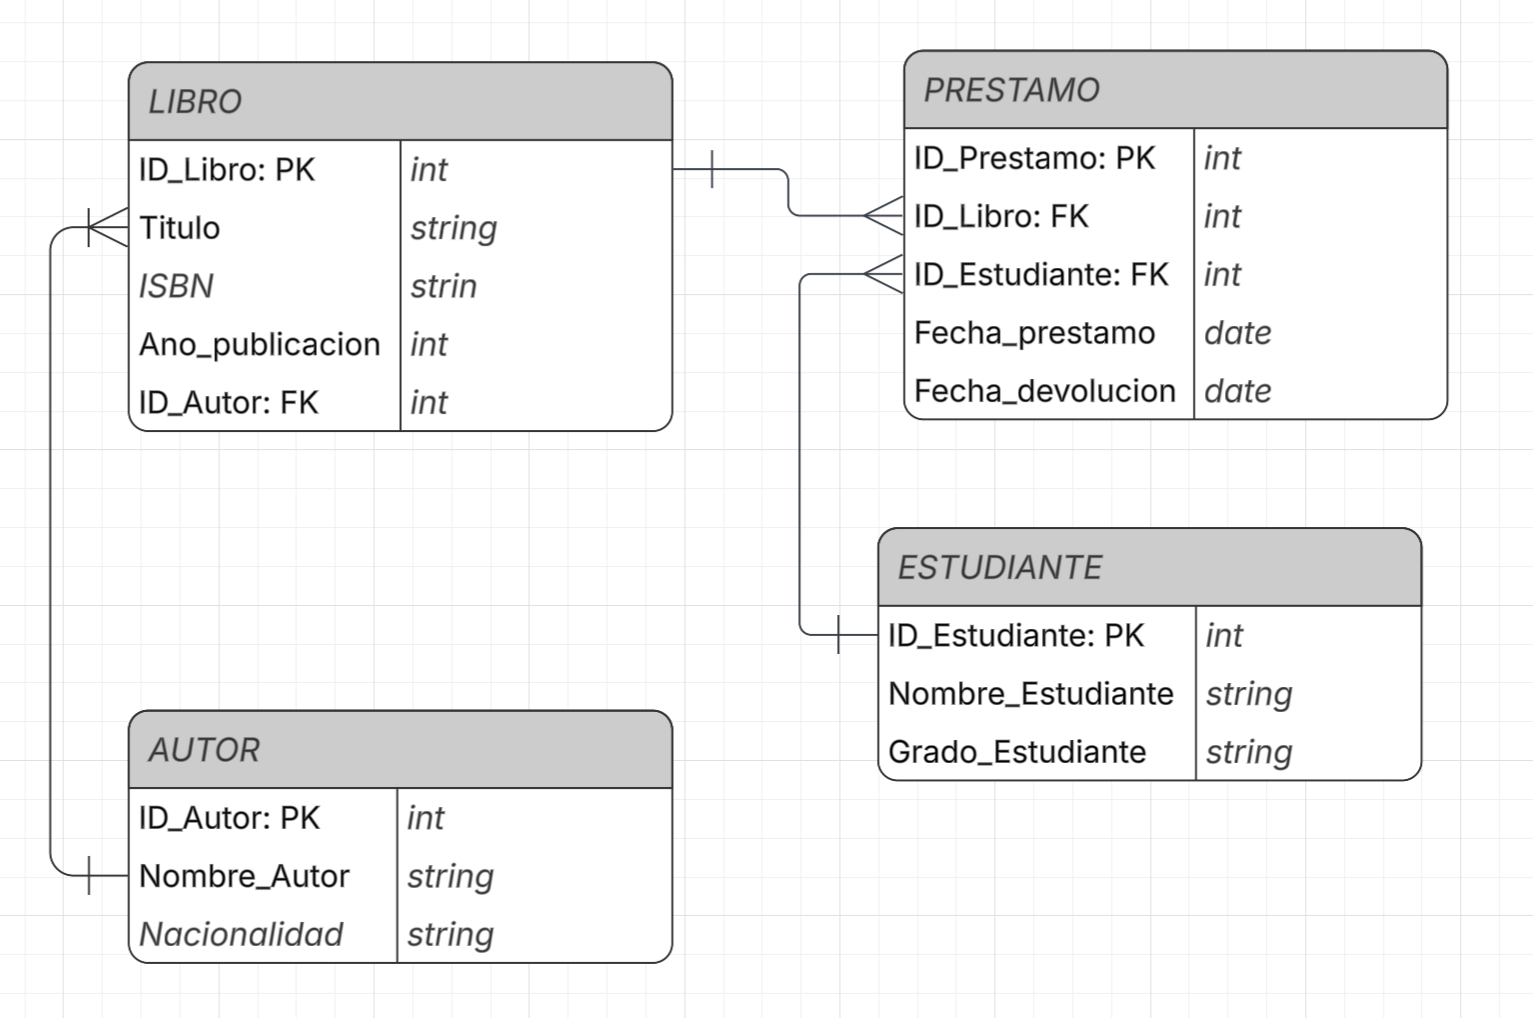 LIBRO
ID_Libro: PK int
Titulo string
ISBN strin
Ano_publicacion int
ID_Autor: FK int
PRESTAMO
ID_Prestamo: PK int
ID_Libro: FK int
ID_Estudiante: FK int
Fecha_prestamo date
Fecha_devolucion date
ESTUDIANTE
ID_Estudiante: PK int
Nombre_Estudiante string
Grado_Estudiante string
AUTOR
ID_Autor: PK int
Nombre_Autor string
Nacionalidad string